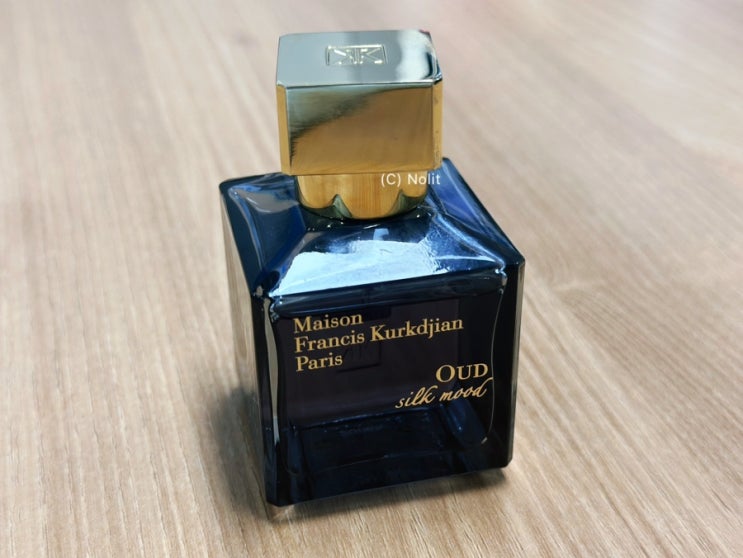 (C) Nolit
Maison
Francis Kurkdjian
Paris
OUD
silk mood